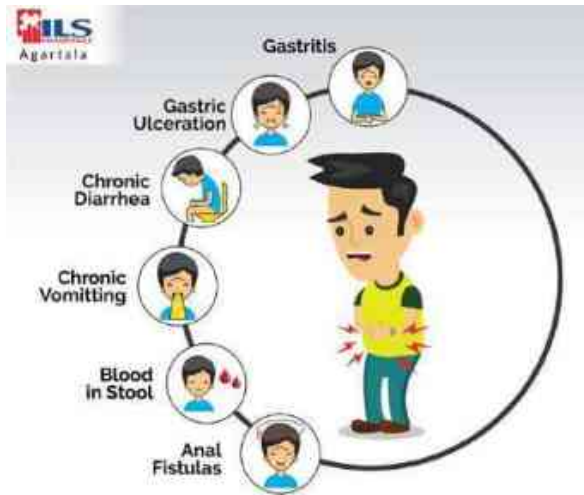 ILS
Agartala
Gastritis
Gastric
Ulceration
Chronic
Diarrhea
Chronic
Vomitting
Blood
in Stool
Anal
Fistulas